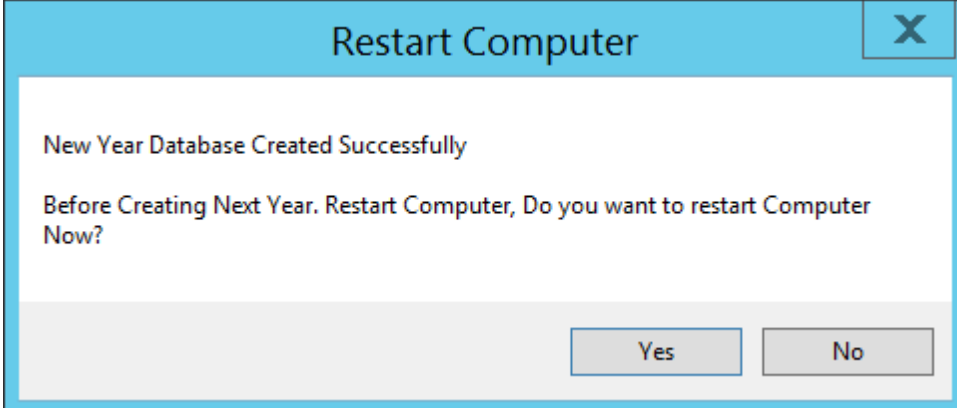 Restart Computer
X
New Year Database Created Successfully
Before Creating Next Year. Restart Computer, Do you want to restart Computer
Now?
Yes
No